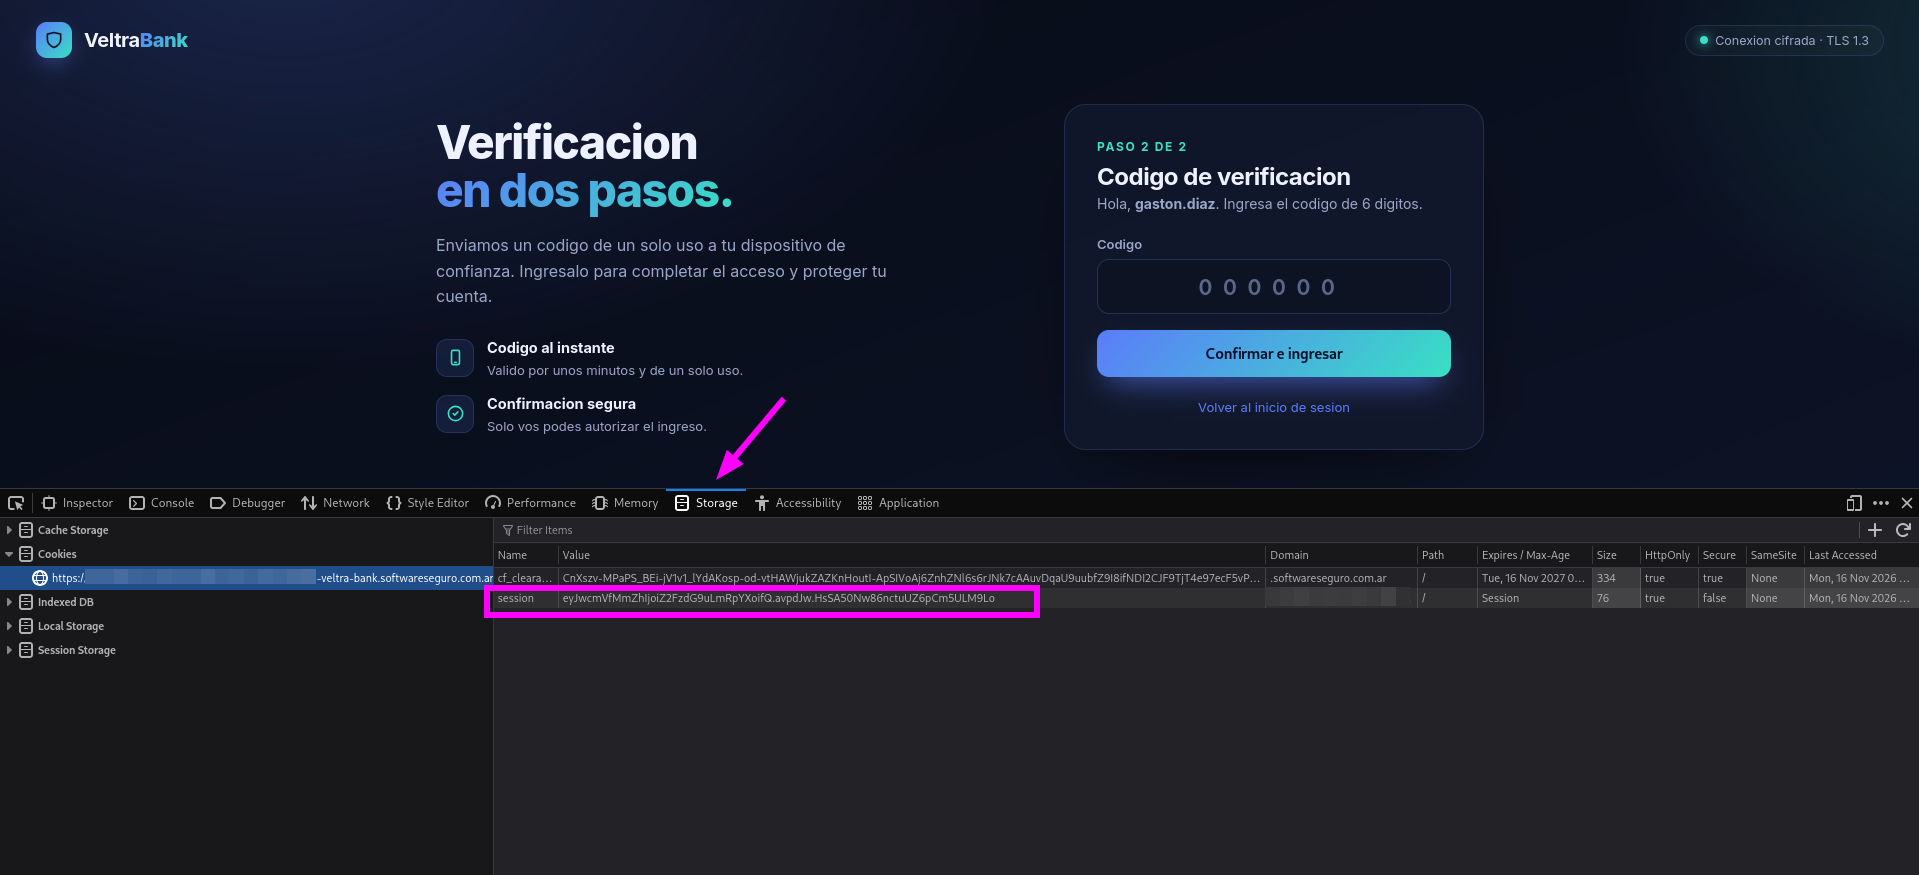 VeltraBank
Conexion cifrada · TLS 1.3
Verificacion
en dos pasos.
Enviamos un codigo de un solo uso a tu dispositivo de
confianza. Ingresalo para completar el acceso y proteger tu
cuenta.
Codigo al instante
Valido por unos minutos y de un solo uso.
Confirmacion segura
Solo vos podes autorizar el ingreso.
PASO 2 DE 2
Codigo de verificacion
Hola, gaston.diaz. Ingresa el codigo de 6 digitos.
Codigo
0 0 0 0 0 0
Confirmar e ingresar
Volver al inicio de sesion
Inspector Console Debugger Network Style Editor Performance Memory Storage Accessibility Application
Cache Storage
Cookies
https:/ -veltra-bank.softwareseguro.com.ar
Indexed DB
Local Storage
Session Storage
Filter Items
Name Value Domain Path Expires / Max-Age Size HttpOnly Secure SameSite Last Accessed
cf_cleara... .softwareseguro.com.ar / Tue, 16 Nov 2027 0... 334 true true None Mon, 16 Nov 2026 ...
session eyJwcmVfMmZhIjoiZ2FzdG9uLmRpYXoifQ.avpdJw.HsSA50Nw86nctuUZ6pCm5ULM9Lo / Session 76 true false None Mon, 16 Nov 2026 ...